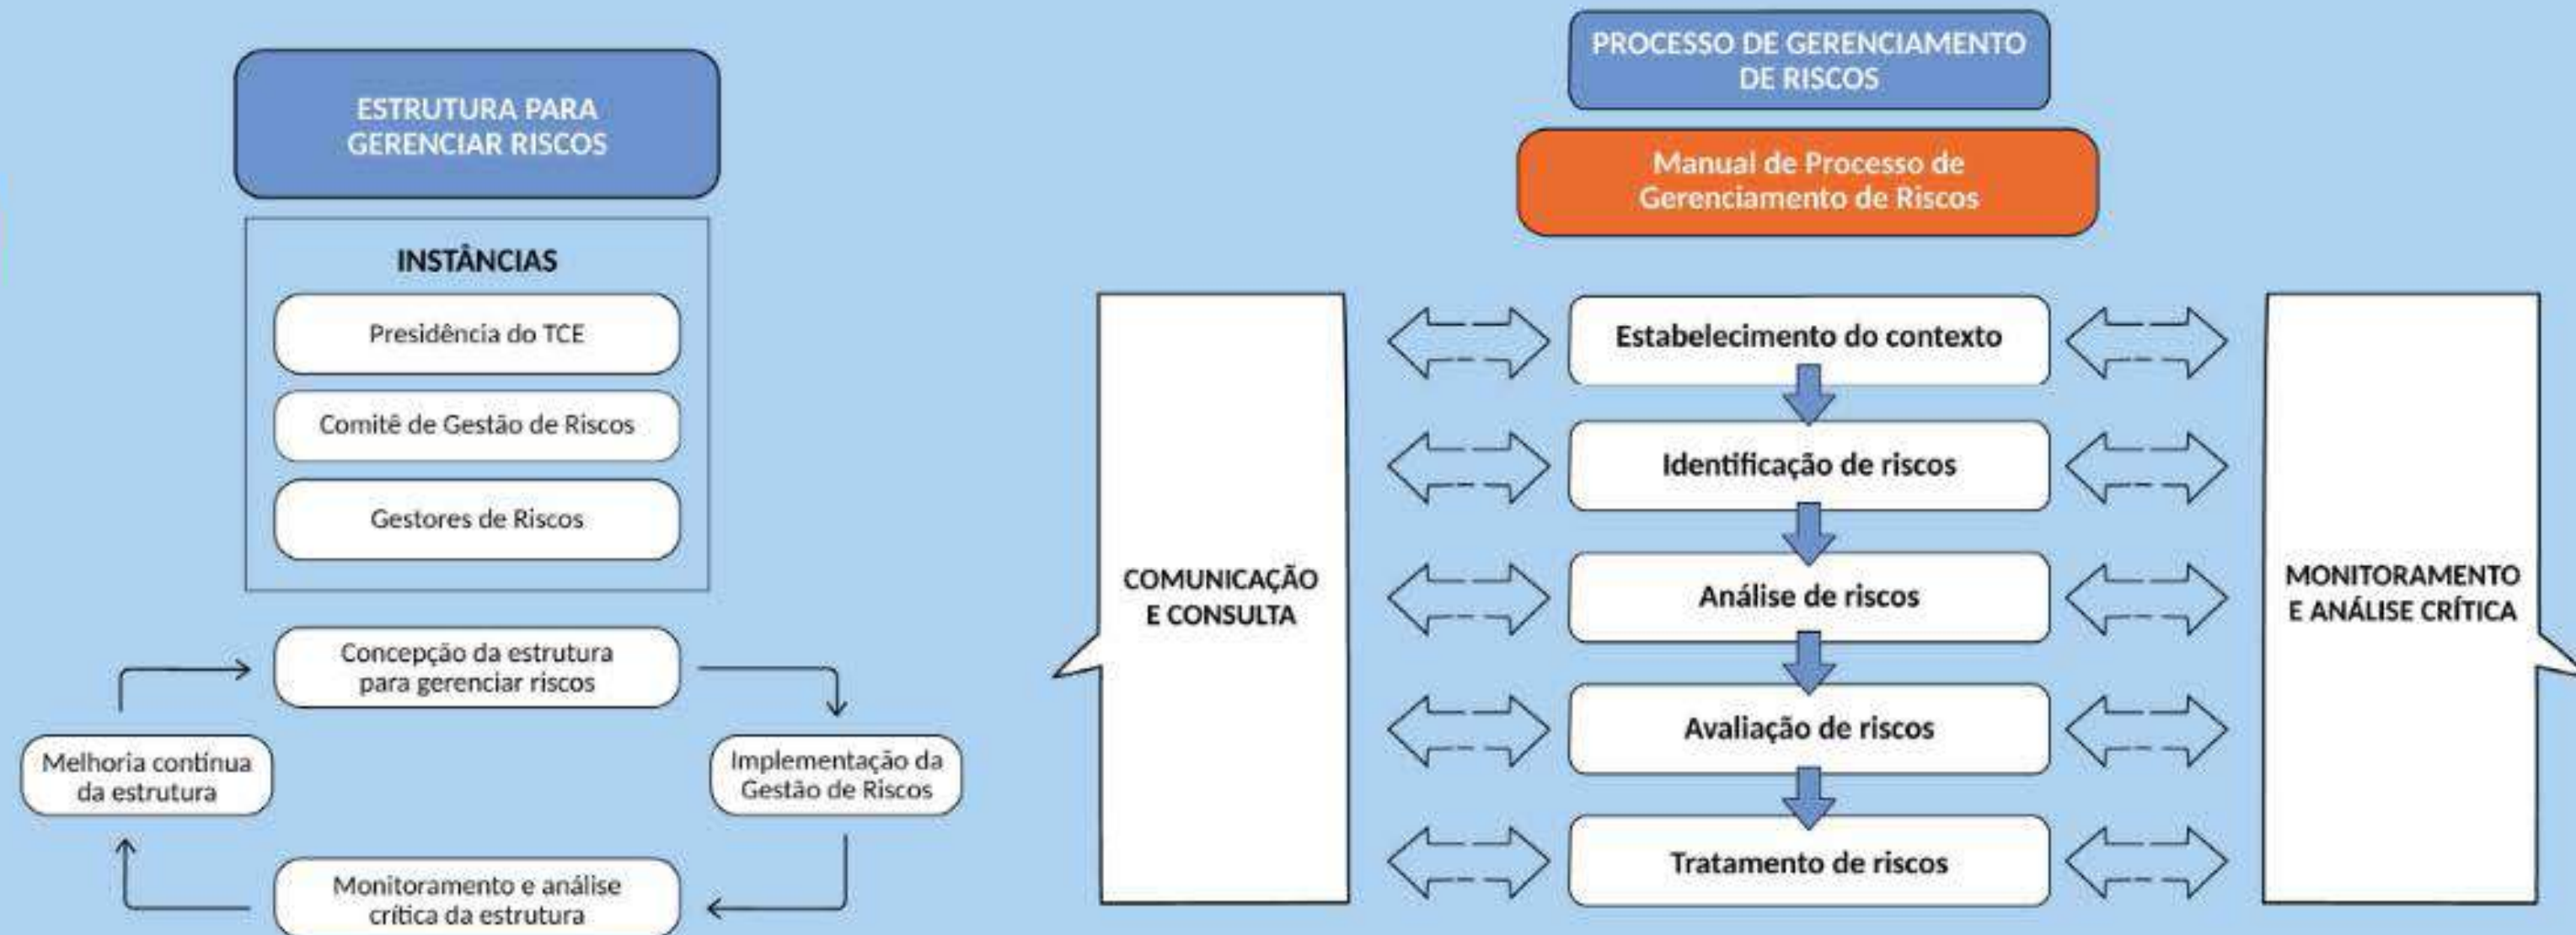 ESTRUTURA PARA
GERENCIAR RISCOS
INSTÂNCIAS
Presidência do TCE
Comitê de Gestão de Riscos
Gestores de Riscos
Concepção da estrutura
para gerenciar riscos
Melhoria contínua
da estrutura
Implementação da
Gestão de Riscos
Monitoramento e análise
crítica da estrutura
PROCESSO DE GERENCIAMENTO
DE RISCOS
Manual de Processo de
Gerenciamento de Riscos
COMUNICAÇÃO
E CONSULTA
Estabelecimento do contexto
Identificação de riscos
Análise de riscos
Avaliação de riscos
Tratamento de riscos
MONITORAMENTO
E ANÁLISE CRÍTICA